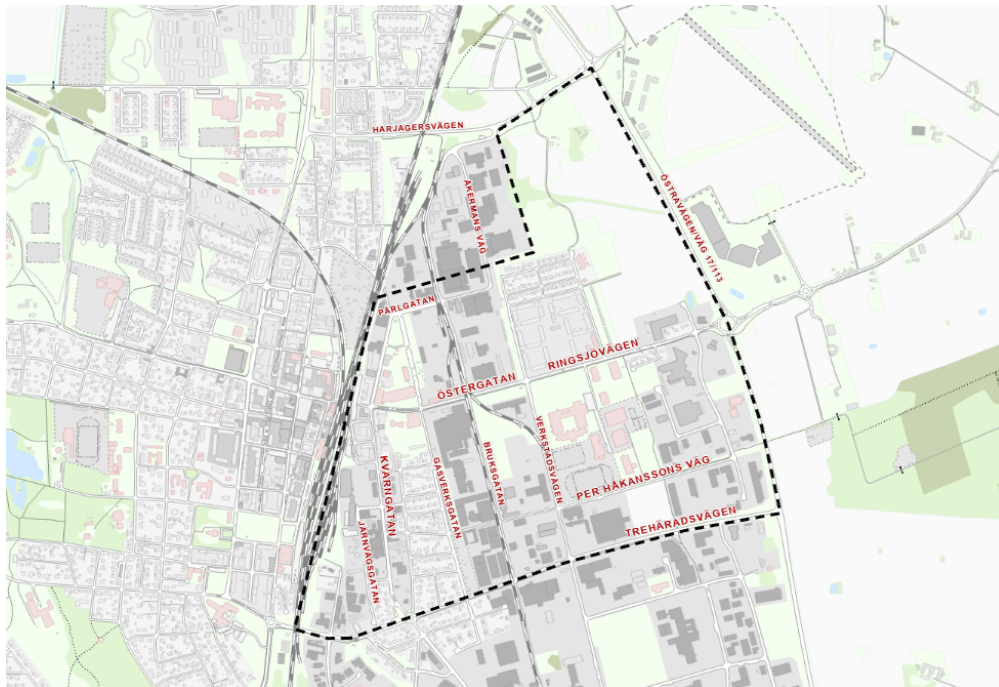 HARJAGERSVÄGEN
ÅKERMANS VÄG
ÖSTRAVÄGEN/VÄG 17/113
PÄRLGATAN
RINGSJÖVÄGEN
ÖSTERGATAN
KVARNGATAN
GASVERKSGATAN
BRUKSGATAN
VERKSTADSVÄGEN
PER HÅKANSSONS VÄG
TREHÄRADSVÄGEN
JÄRNVÄGSGATAN